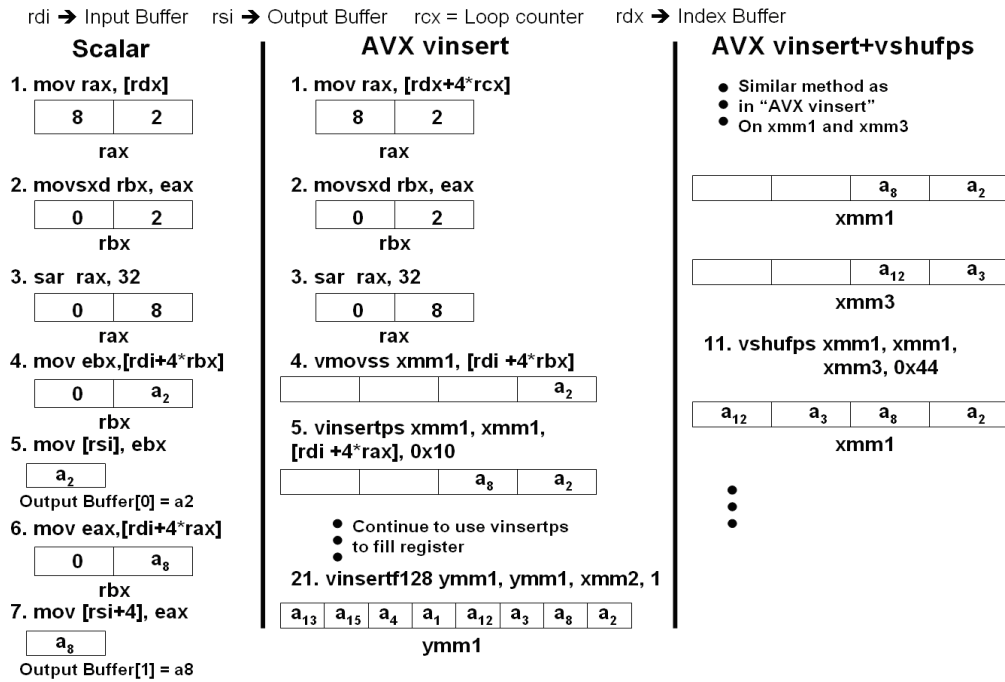 rdi ➔ Input Buffer rsi ➔ Output Buffer rcx = Loop counter rdx ➔ Index Buffer
Scalar
1. mov rax, [rdx]
8 2
rax
2. movsxd rbx, eax
0 2
rbx
3. sar rax, 32
0 8
rax
4. mov ebx,[rdi+4*rbx]
0 a2
rbx
5. mov [rsi], ebx
a2
Output Buffer[0] = a2
6. mov eax,[rdi+4*rax]
0 a8
rbx
7. mov [rsi+4], eax
a8
Output Buffer[1] = a8
AVX vinsert
1. mov rax, [rdx+4*rcx]
8 2
rax
2. movsxd rbx, eax
0 2
rbx
3. sar rax, 32
0 8
rax
4. vmovss xmm1, [rdi +4*rbx]
a2
5. vinsertps xmm1, xmm1,
[rdi +4*rax], 0x10
a8 a2
• Continue to use vinsertps
• to fill register
•
21. vinsertf128 ymm1, ymm1, xmm2, 1
a13 a15 a4 a1 a12 a3 a8 a2
ymm1
AVX vinsert+vshufps
• Similar method as
• in “AVX vinsert”
• On xmm1 and xmm3
a8 a2
xmm1
a12 a3
xmm3
11. vshufps xmm1, xmm1,
xmm3, 0x44
a12 a3 a8 a2
xmm1